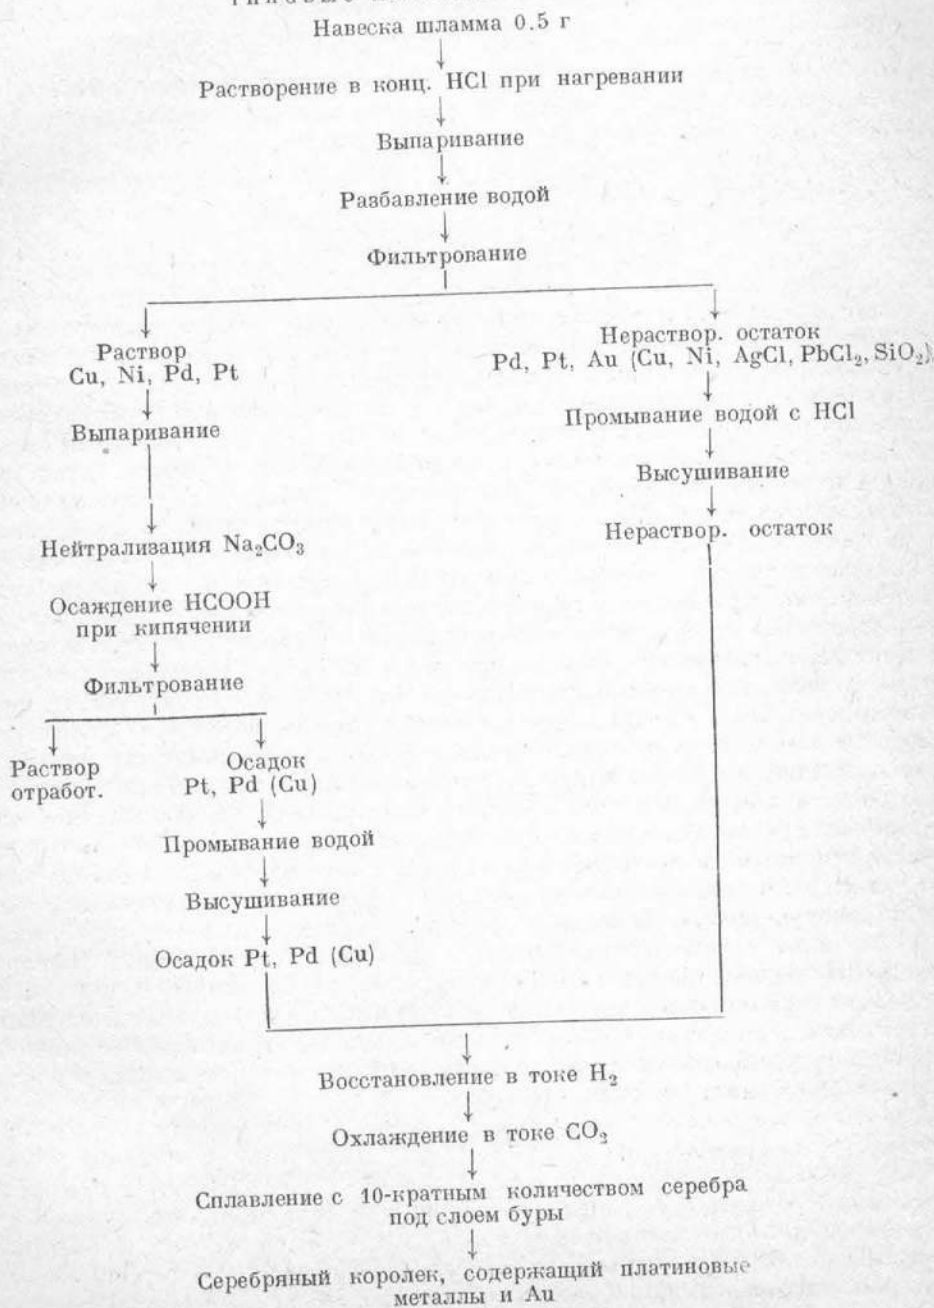 Навеска шламма 0.5 г
Растворение в конц. HCl при нагревании
Выпаривание
Разбавление водой
Фильтрование
Раствор
Cu, Ni, Pd, Pt
Выпаривание
Нейтрализация Na₂CO₃
Осаждение HCOOH
при кипячении
Фильтрование
Раствор
отработ.
Осадок
Pt, Pd (Cu)
Промывание водой
Высушивание
Осадок Pt, Pd (Cu)
Нераствор. остаток
Pd, Pt, Au (Cu, Ni, AgCl, PbCl₂, SiO₂)
Промывание водой с HCl
Высушивание
Нераствор. остаток
Восстановление в токе H₂
Охлаждение в токе CO₂
Сплавление с 10-кратным количеством серебра
под слоем буры
Серебряный королек, содержащий платиновые
металлы и Au